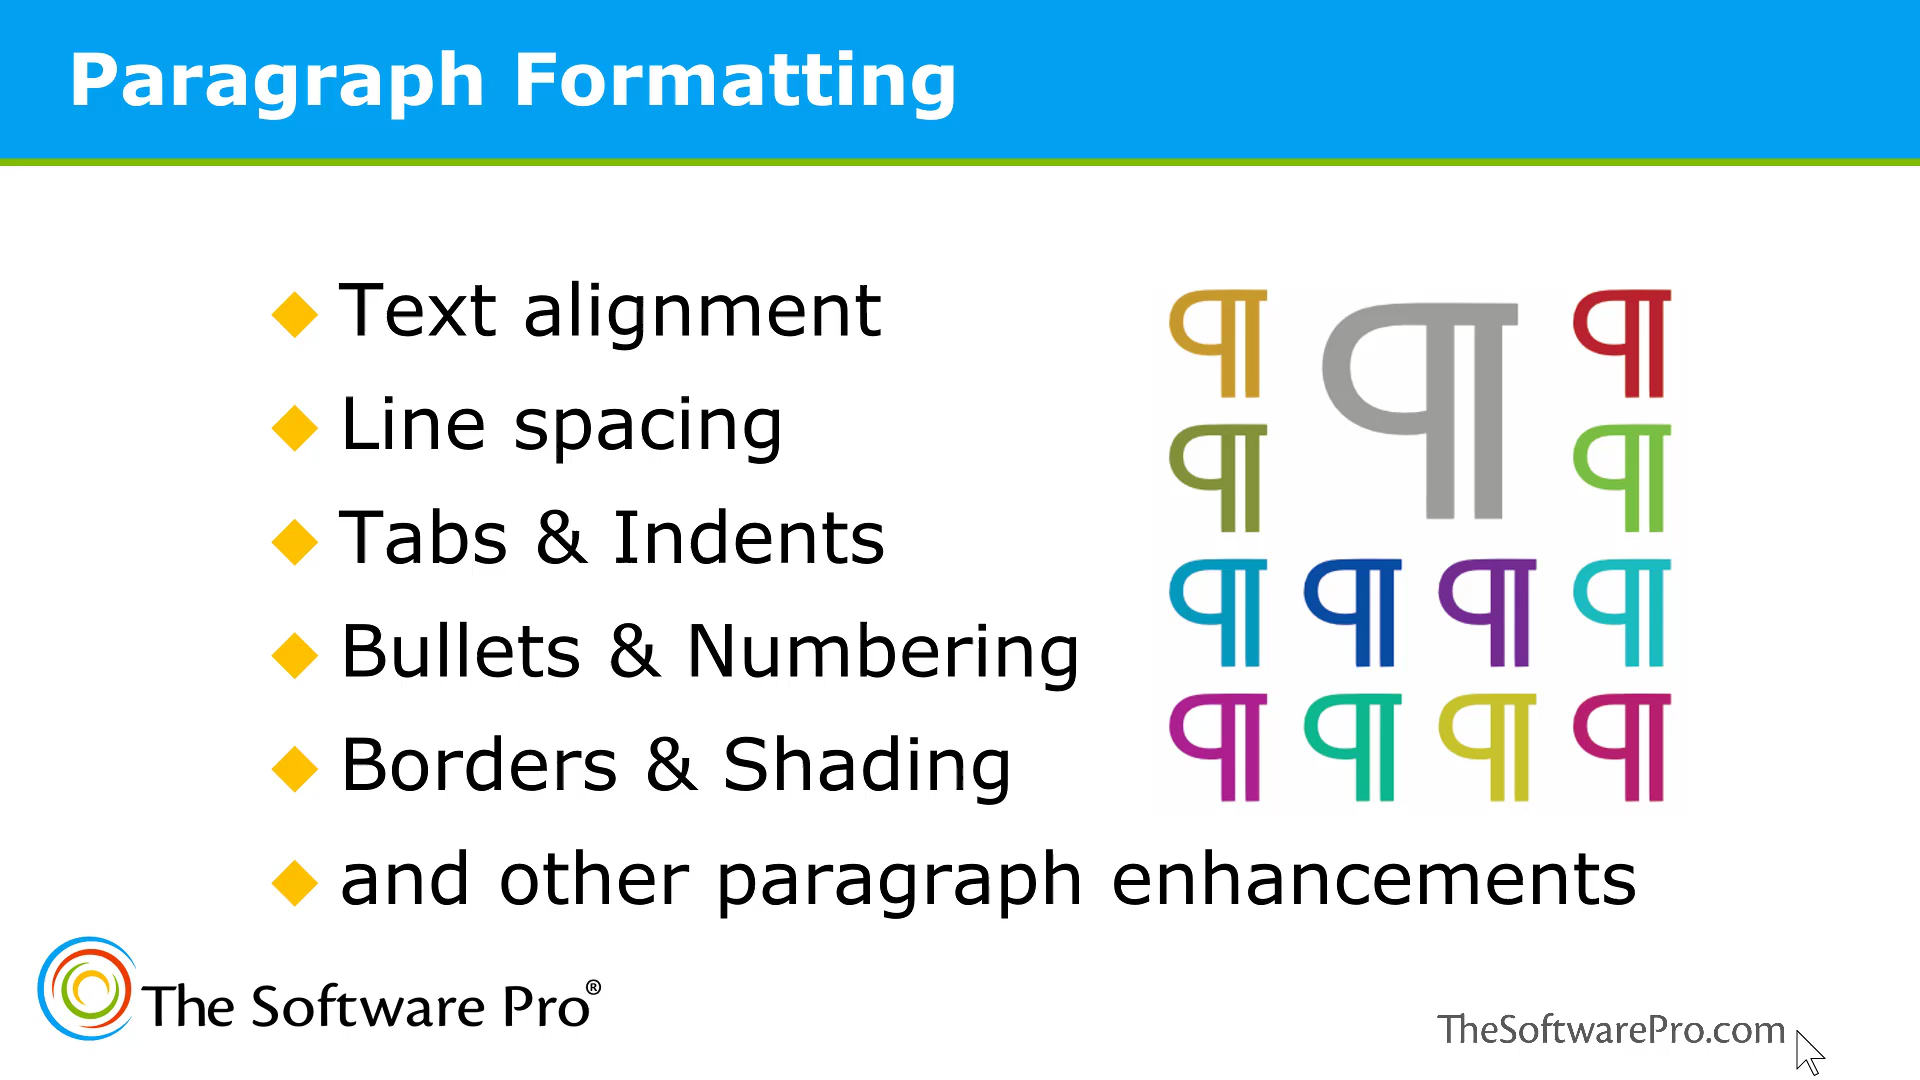 Paragraph Formatting
Text alignment
Line spacing
Tabs & Indents
Bullets & Numbering
Borders & Shading
and other paragraph enhancements
¶ ¶ ¶
¶ ¶
¶ ¶ ¶ ¶
¶ ¶ ¶ ¶
The Software Pro®
TheSoftwarePro.com